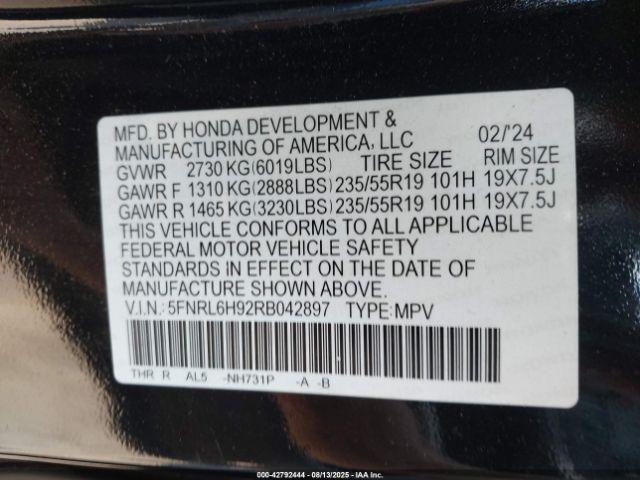 MFD. BY HONDA DEVELOPMENT &
MANUFACTURING OF AMERICA, LLC 02/'24
GVWR 2730 KG(6019LBS) TIRE SIZE RIM SIZE
GAWR F 1310 KG(2888LBS) 235/55R19 101H 19X7.5J
GAWR R 1465 KG(3230LBS) 235/55R19 101H 19X7.5J
THIS VEHICLE CONFORMS TO ALL APPLICABLE
FEDERAL MOTOR VEHICLE SAFETY
STANDARDS IN EFFECT ON THE DATE OF
MANUFACTURE SHOWN ABOVE.
V.I.N.: 5FNRL6H92RB042897 TYPE:MPV
THR R AL5 -NH731P -A -B
© 00-42792444 | 08/13/2025 - IAA Inc.